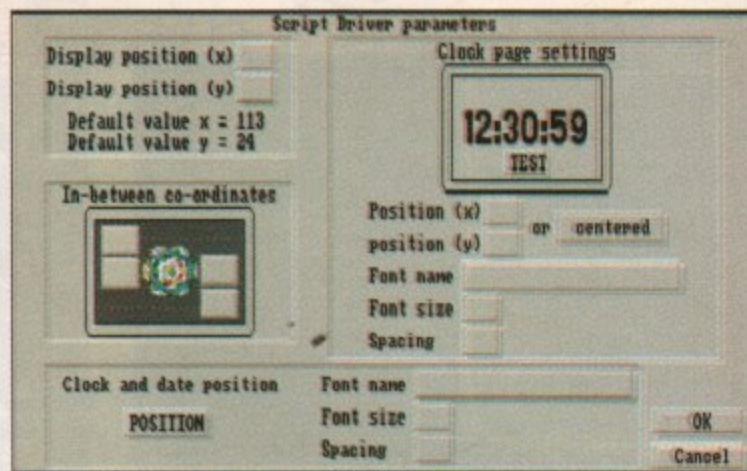 Script Driver parameters
Display position (x)
Display position (y)
Default value x = 113
Default value y = 24
In-between co-ordinates
Clock page settings
12:30:59
TEST
Position (x)
or centered
position (y)
Font name
Font size
Spacing
Clock and date position
POSITION
Font name
Font size
Spacing
OK
Cancel